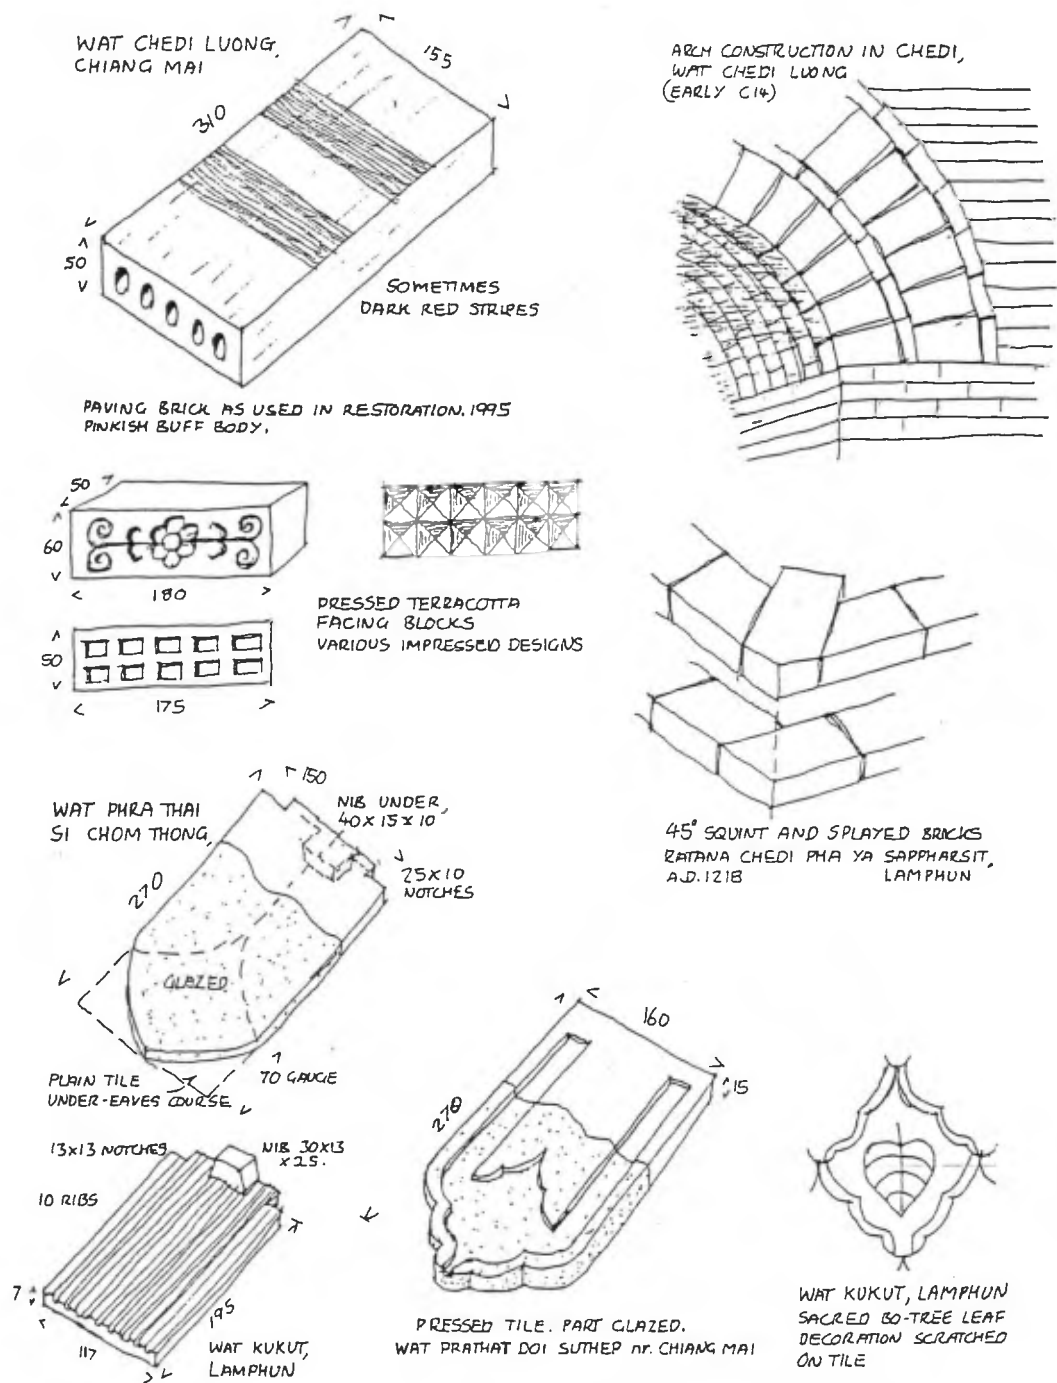 WAT CHEDI LUONG,
CHIANG MAI
155
310
50
SOMETIMES
DARK RED STRIPES
PAVING BRICK AS USED IN RESTORATION. 1995
PINKISH BUFF BODY.
ARCH CONSTRUCTION IN CHEDI,
WAT CHEDI LUONG
(EARLY C14)
50
60
180
50
175
PRESSED TERRACOTTA
FACING BLOCKS
VARIOUS IMPRESSED DESIGNS
45° SQUINT AND SPLAYED BRICKS
RATANA CHEDI PHA YA SAPPHARSIT,
A.D. 1218 LAMPHUN
WAT PHRA THAI
SI CHOM THONG,
150
NIB UNDER,
40 X 15 X 10
25 X 10
NOTCHES
270
GLAZED
70 GAUGE
PLAIN TILE
UNDER-EAVES COURSE
13X13 NOTCHES
NIB 30X13
X 25.
10 RIBS
7
117
195
WAT KUKUT,
LAMPHUN
160
15
270
PRESSED TILE. PART GLAZED.
WAT PRATHAT DOI SUTHEP nr. CHIANG MAI
WAT KUKUT, LAMPHUN
SACRED BO-TREE LEAF
DECORATION SCRATCHED
ON TILE